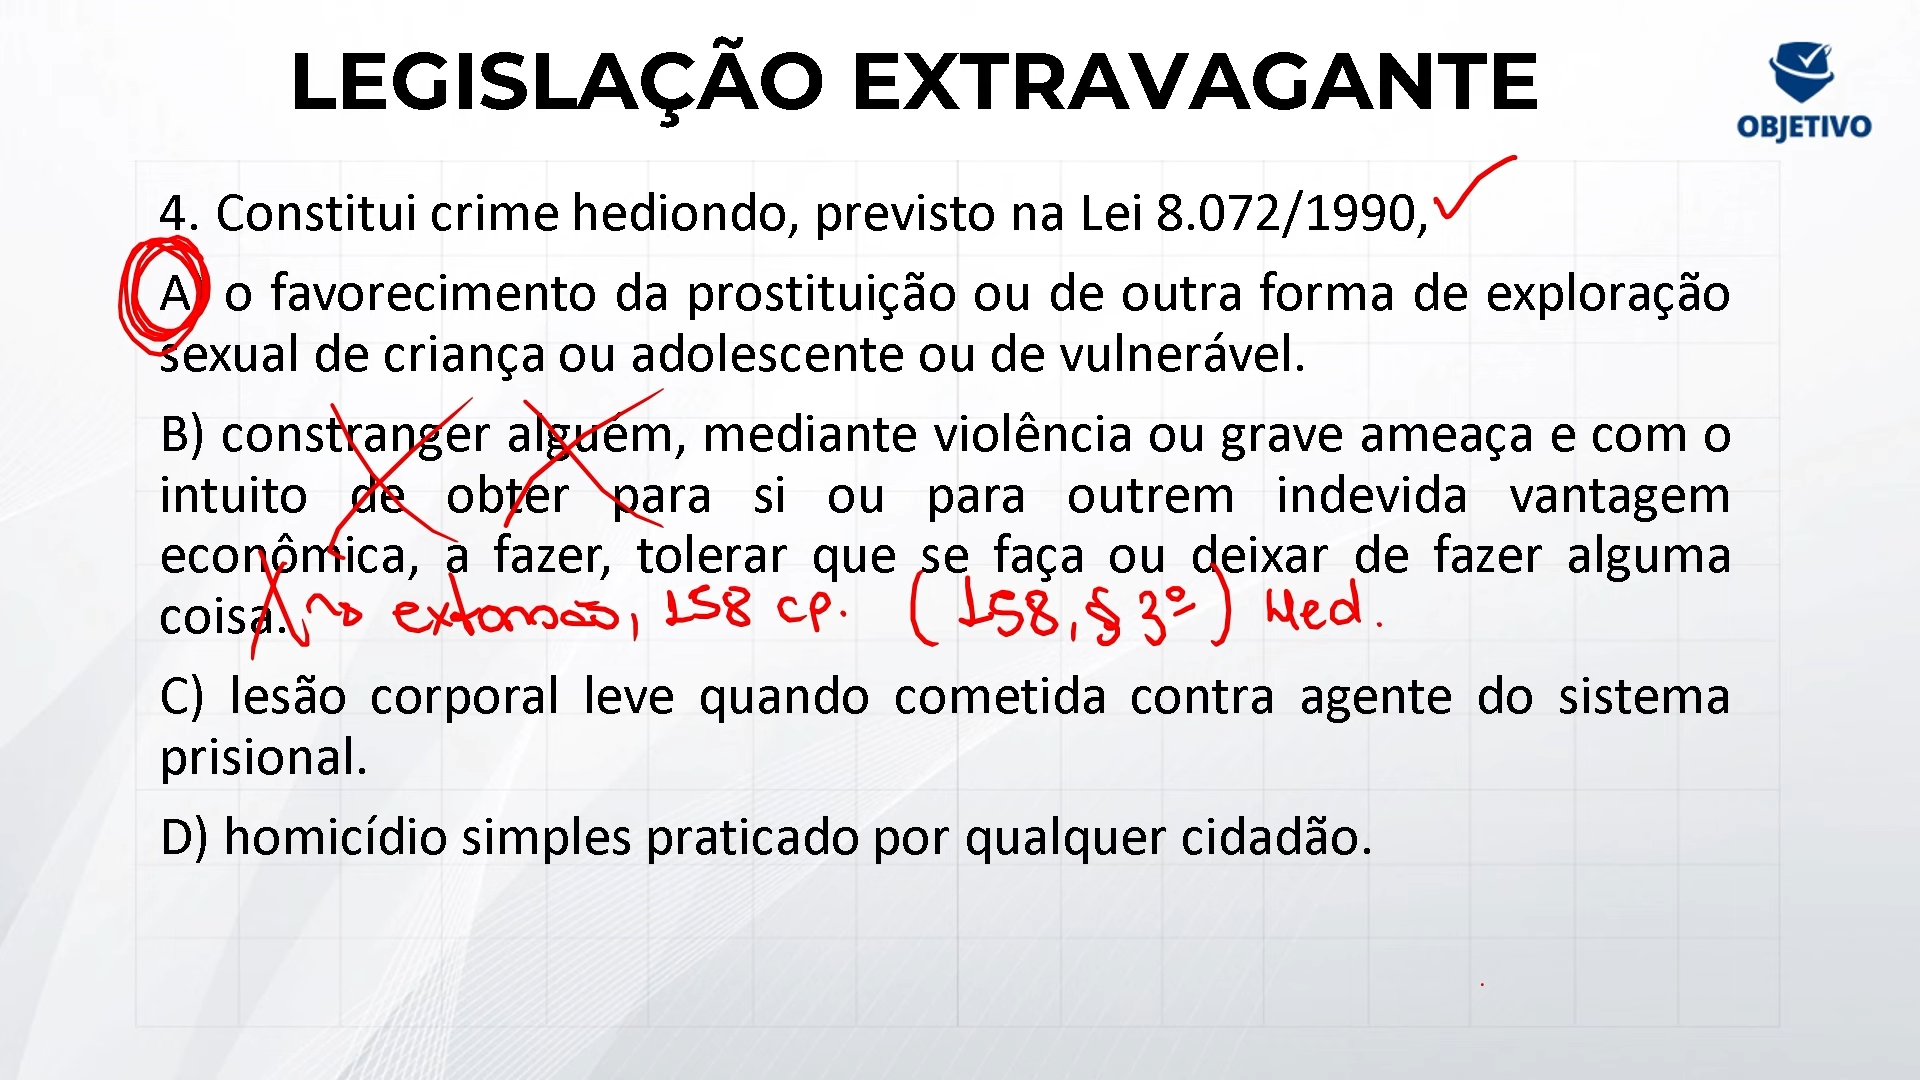 LEGISLAÇÃO EXTRAVAGANTE
OBJETIVO
4. Constitui crime hediondo, previsto na Lei 8.072/1990,
A) o favorecimento da prostituição ou de outra forma de exploração
sexual de criança ou adolescente ou de vulnerável.
B) constranger alguém, mediante violência ou grave ameaça e com o
intuito de obter para si ou para outrem indevida vantagem
econômica, a fazer, tolerar que se faça ou deixar de fazer alguma
coisa.
extorsão, 158 CP. (158, § 3º) Hed.
C) lesão corporal leve quando cometida contra agente do sistema
prisional.
D) homicídio simples praticado por qualquer cidadão.